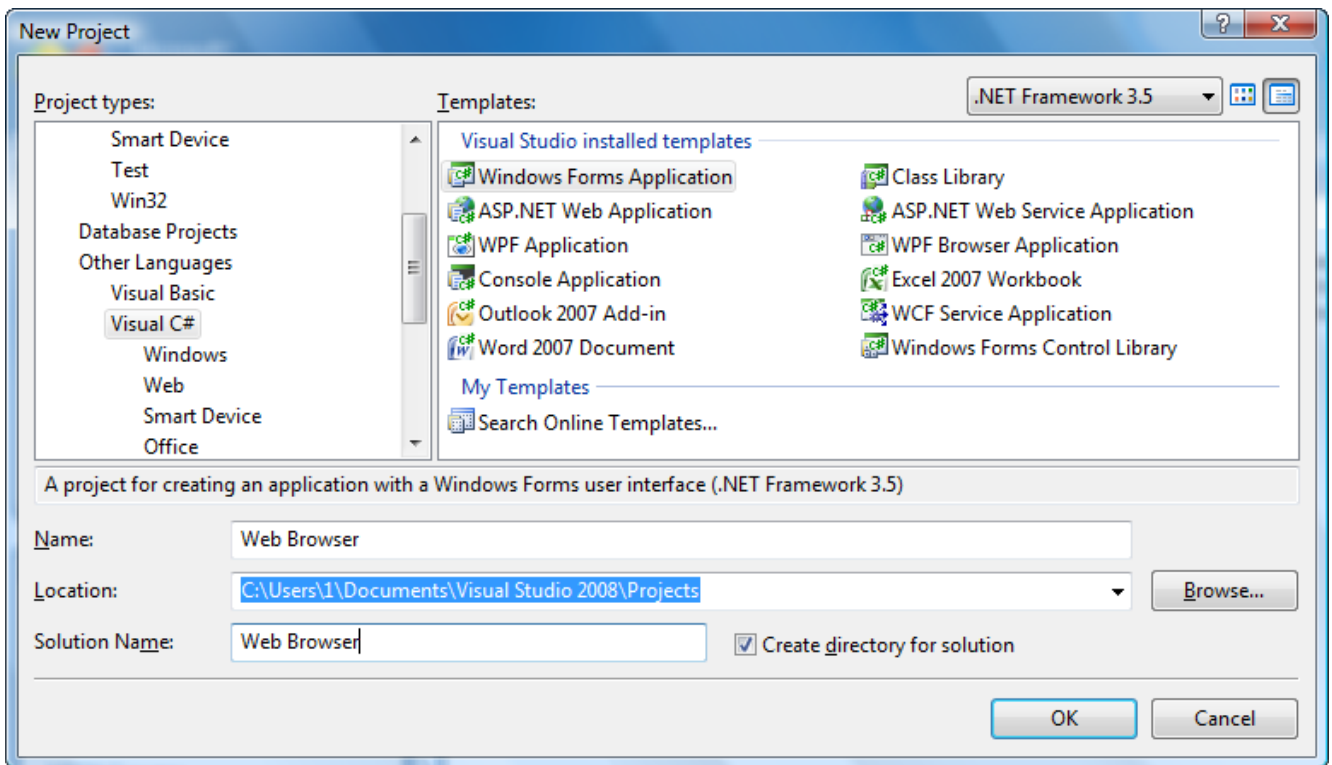 New Project
Project types:
Templates:
.NET Framework 3.5
Smart Device
Test
Win32
Database Projects
Other Languages
Visual Basic
Visual C#
Windows
Web
Smart Device
Office
Visual Studio installed templates
Windows Forms Application
Class Library
ASP.NET Web Application
ASP.NET Web Service Application
WPF Application
WPF Browser Application
Console Application
Excel 2007 Workbook
Outlook 2007 Add-in
WCF Service Application
Word 2007 Document
Windows Forms Control Library
My Templates
Search Online Templates...
A project for creating an application with a Windows Forms user interface (.NET Framework 3.5)
Name:
Web Browser
Location:
C:\Users\1\Documents\Visual Studio 2008\Projects
Browse...
Solution Name:
Web Browser
Create directory for solution
OK
Cancel